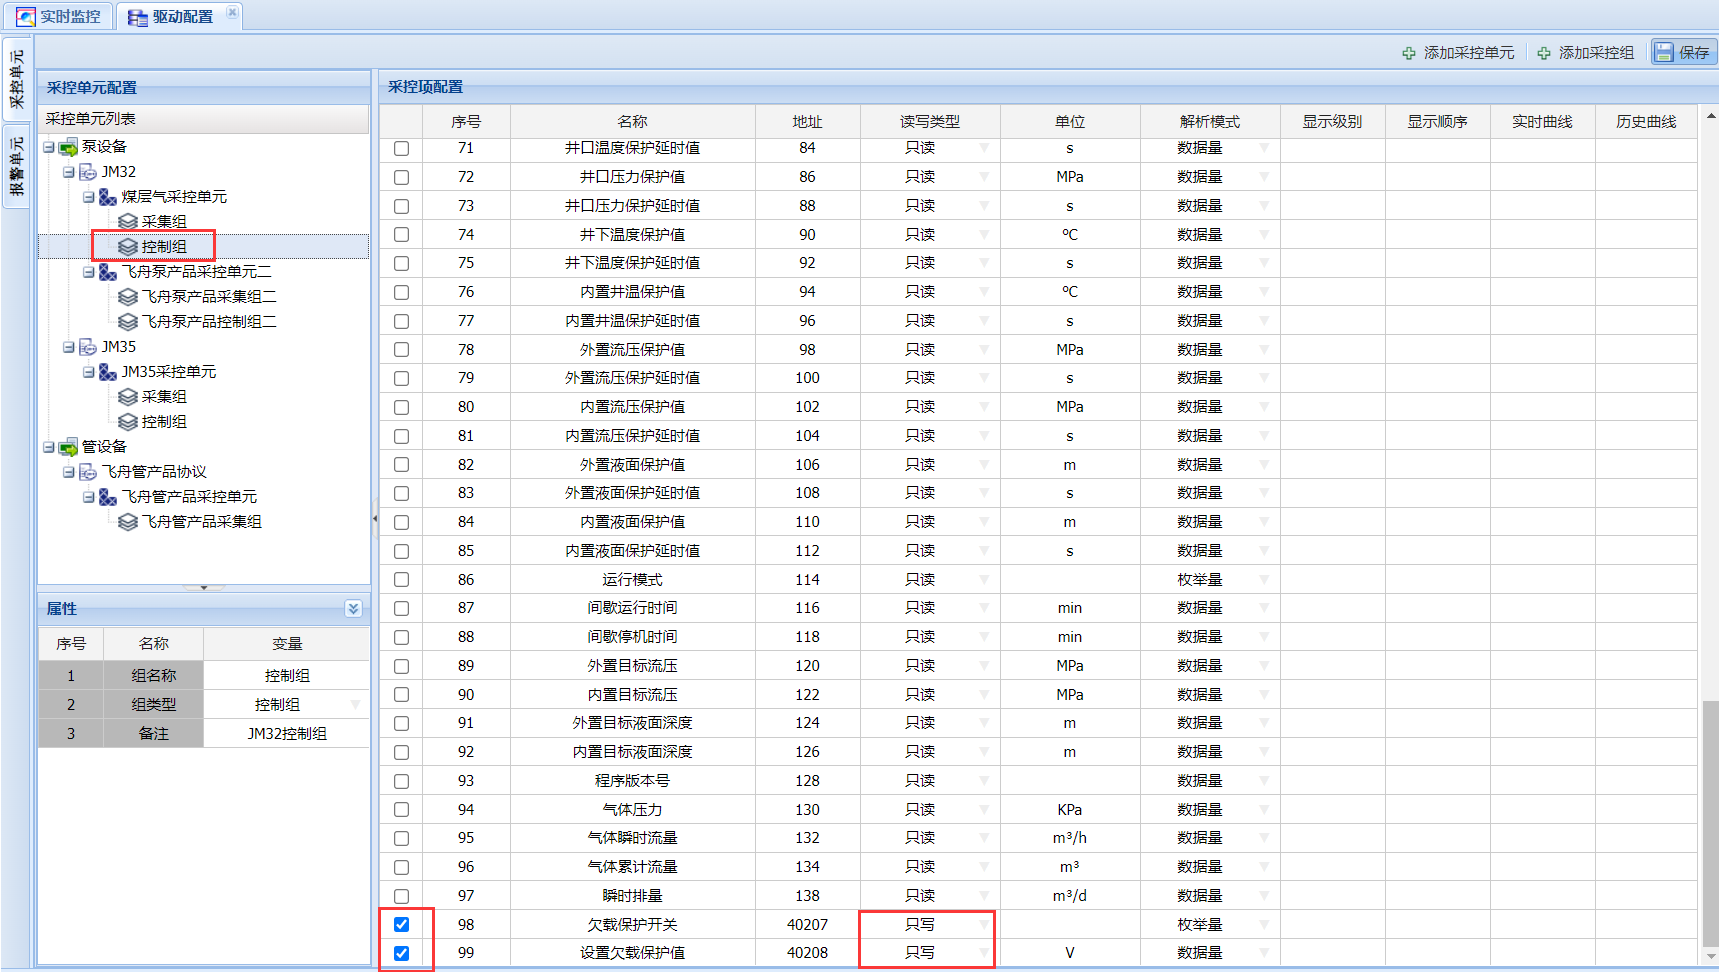 实时监控
驱动配置
采控单元
报警单元
添加采控单元 添加采控组 保存
采控单元配置
采控单元列表
泵设备
JM32
煤层气采控单元
采集组
控制组
飞舟泵产品采控单元二
飞舟泵产品采集组二
飞舟泵产品控制组二
JM35
JM35采控单元
采集组
控制组
管设备
飞舟管产品协议
飞舟管产品采控单元
飞舟管产品采集组
属性
序号 名称 变量
1 组名称 控制组
2 组类型 控制组
3 备注 JM32控制组
采控项配置
序号 名称 地址 读写类型 单位 解析模式 显示级别 显示顺序 实时曲线 历史曲线
71 井口温度保护延时值 84 只读 s 数据量
72 井口压力保护值 86 只读 MPa 数据量
73 井口压力保护延时值 88 只读 s 数据量
74 井下温度保护值 90 只读 ºC 数据量
75 井下温度保护延时值 92 只读 s 数据量
76 内置井温保护值 94 只读 ºC 数据量
77 内置井温保护延时值 96 只读 s 数据量
78 外置流压保护值 98 只读 MPa 数据量
79 外置流压保护延时值 100 只读 s 数据量
80 内置流压保护值 102 只读 MPa 数据量
81 内置流压保护延时值 104 只读 s 数据量
82 外置液面保护值 106 只读 m 数据量
83 外置液面保护延时值 108 只读 s 数据量
84 内置液面保护值 110 只读 m 数据量
85 内置液面保护延时值 112 只读 s 数据量
86 运行模式 114 只读 枚举量
87 间歇运行时间 116 只读 min 数据量
88 间歇停机时间 118 只读 min 数据量
89 外置目标流压 120 只读 MPa 数据量
90 内置目标流压 122 只读 MPa 数据量
91 外置目标液面深度 124 只读 m 数据量
92 内置目标液面深度 126 只读 m 数据量
93 程序版本号 128 只读 数据量
94 气体压力 130 只读 KPa 数据量
95 气体瞬时流量 132 只读 m³/h 数据量
96 气体累计流量 134 只读 m³ 数据量
97 瞬时排量 138 只读 m³/d 数据量
98 欠载保护开关 40207 只写 枚举量
99 设置欠载保护值 40208 只写 V 数据量